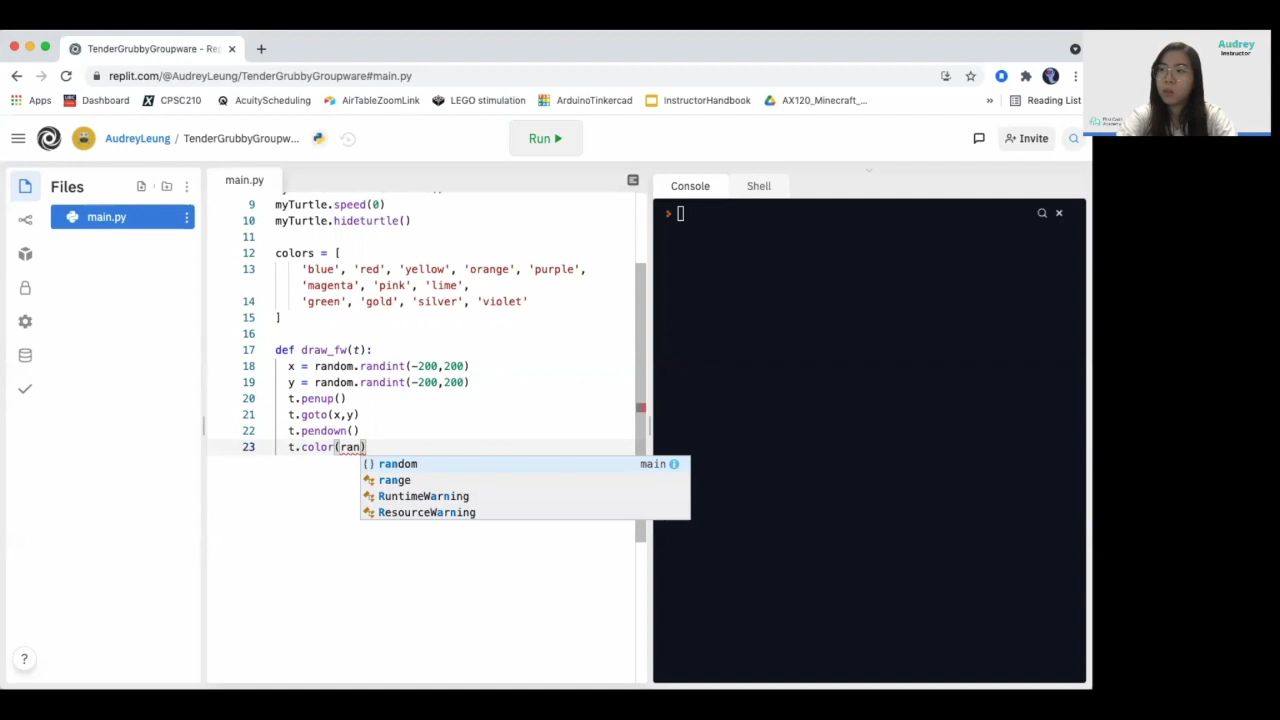 TenderGrubbyGroupware - Rep
Audrey
Instructor
replit.com/@AudreyLeung/TenderGrubbyGroupware#main.py
Apps Dashboard CPSC210 AcuityScheduling AirTableZoomLink LEGO stimulation ArduinoTinkercad InstructorHandbook AX120_Minecraft_... » Reading List
AudreyLeung / TenderGrubbyGroupw... Run Invite
Files
main.py
main.py
Console Shell
9 myTurtle.speed(0)
10 myTurtle.hideturtle()
11
12 colors = [
13 'blue', 'red', 'yellow', 'orange', 'purple',
'magenta', 'pink', 'lime',
14 'green', 'gold', 'silver', 'violet'
15 ]
16
17 def draw_fw(t):
18 x = random.randint(-200,200)
19 y = random.randint(-200,200)
20 t.penup()
21 t.goto(x,y)
22 t.pendown()
23 t.color(ran)
random main
range
RuntimeWarning
ResourceWarning
?